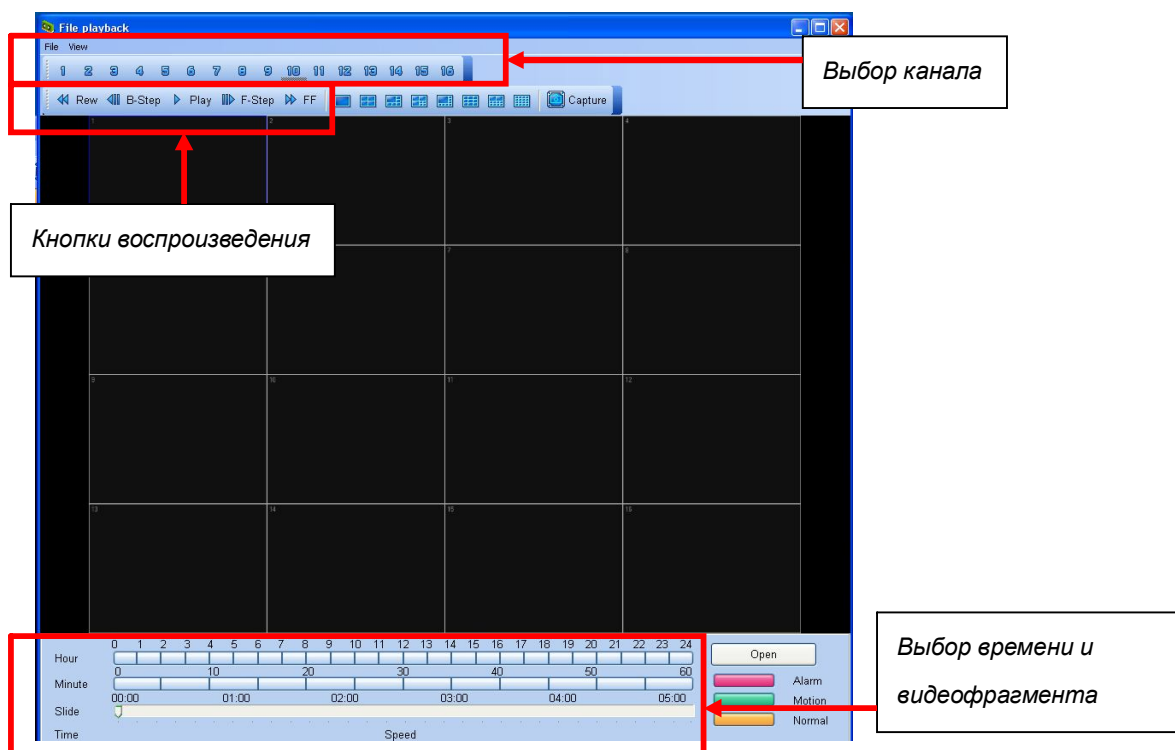 File playback
File View
1 2 3 4 5 6 7 8 9 10 11 12 13 14 15 16
Выбор канала
Rew B-Step Play F-Step FF Capture
1 2 3 4
Кнопки воспроизведения
7 8
9 10 11 12
13 14 15 16
0 1 2 3 4 5 6 7 8 9 10 11 12 13 14 15 16 17 18 19 20 21 22 23 24
Hour
Open
0 10 20 30 40 50 60
Minute
Alarm
00:00 01:00 02:00 03:00 04:00 05:00
Motion
Slide
Normal
Time Speed
Выбор времени и
видеофрагмента